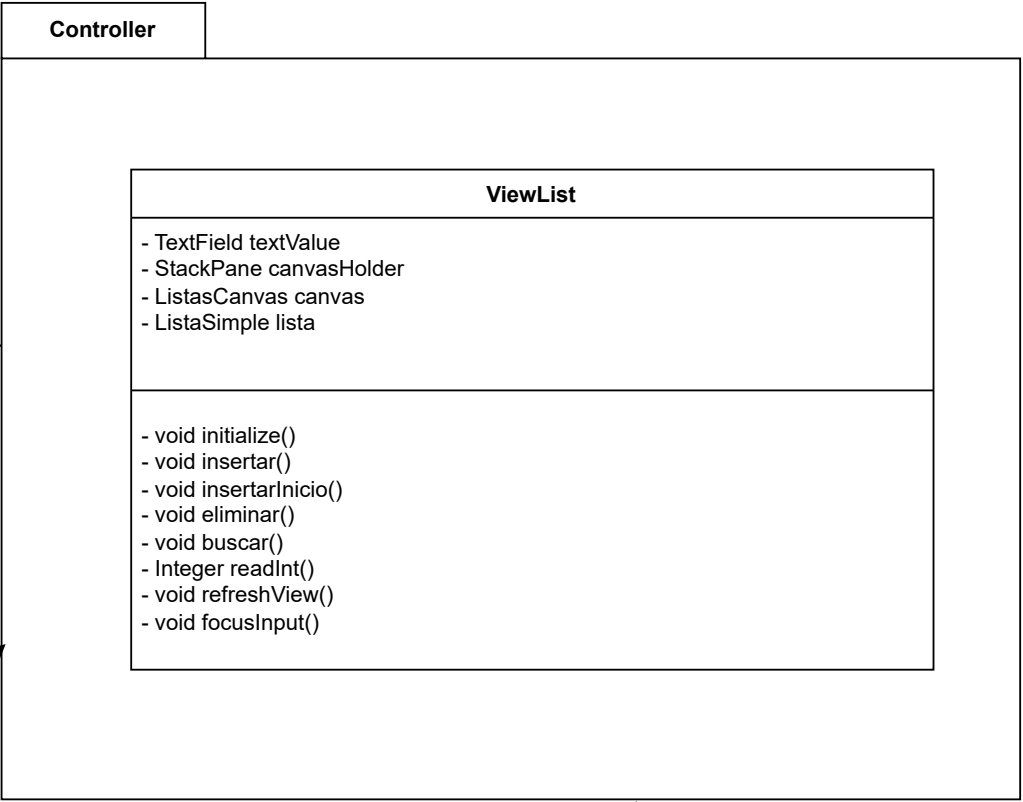 Controller
ViewList
- TextField textValue
- StackPane canvasHolder
- ListasCanvas canvas
- ListaSimple lista
- void initialize()
- void insertar()
- void insertarInicio()
- void eliminar()
- void buscar()
- Integer readInt()
- void refreshView()
- void focusInput()